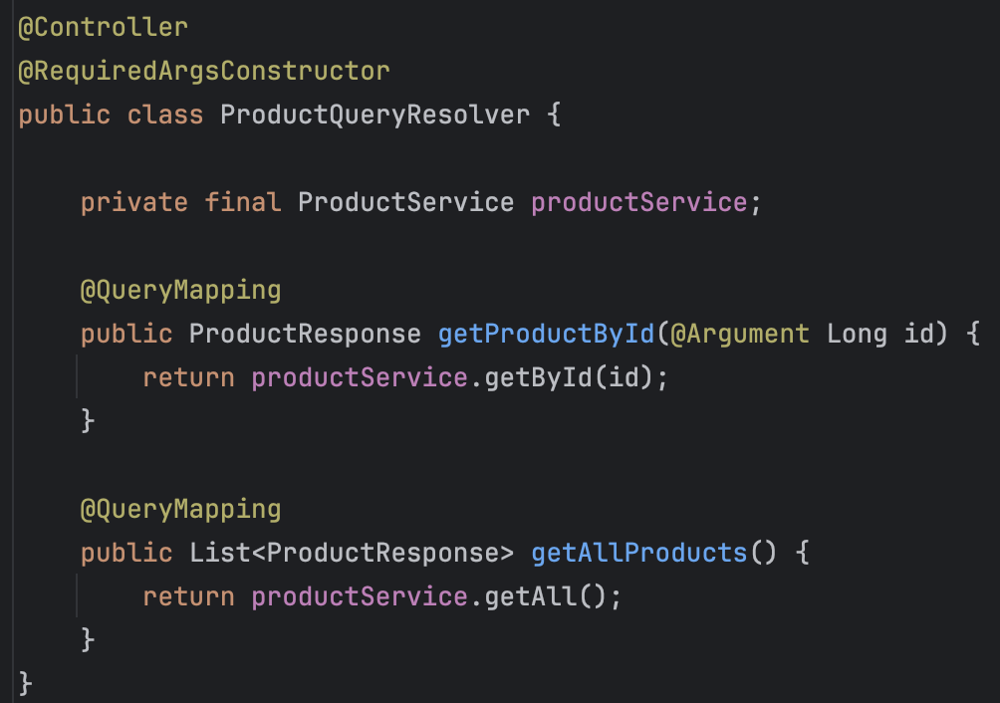 @Controller
@RequiredArgsConstructor
public class ProductQueryResolver {
    private final ProductService productService;
    @QueryMapping
    public ProductResponse getProductById(@Argument Long id) {
        return productService.getById(id);
    }
    @QueryMapping
    public List<ProductResponse> getAllProducts() {
        return productService.getAll();
    }
}